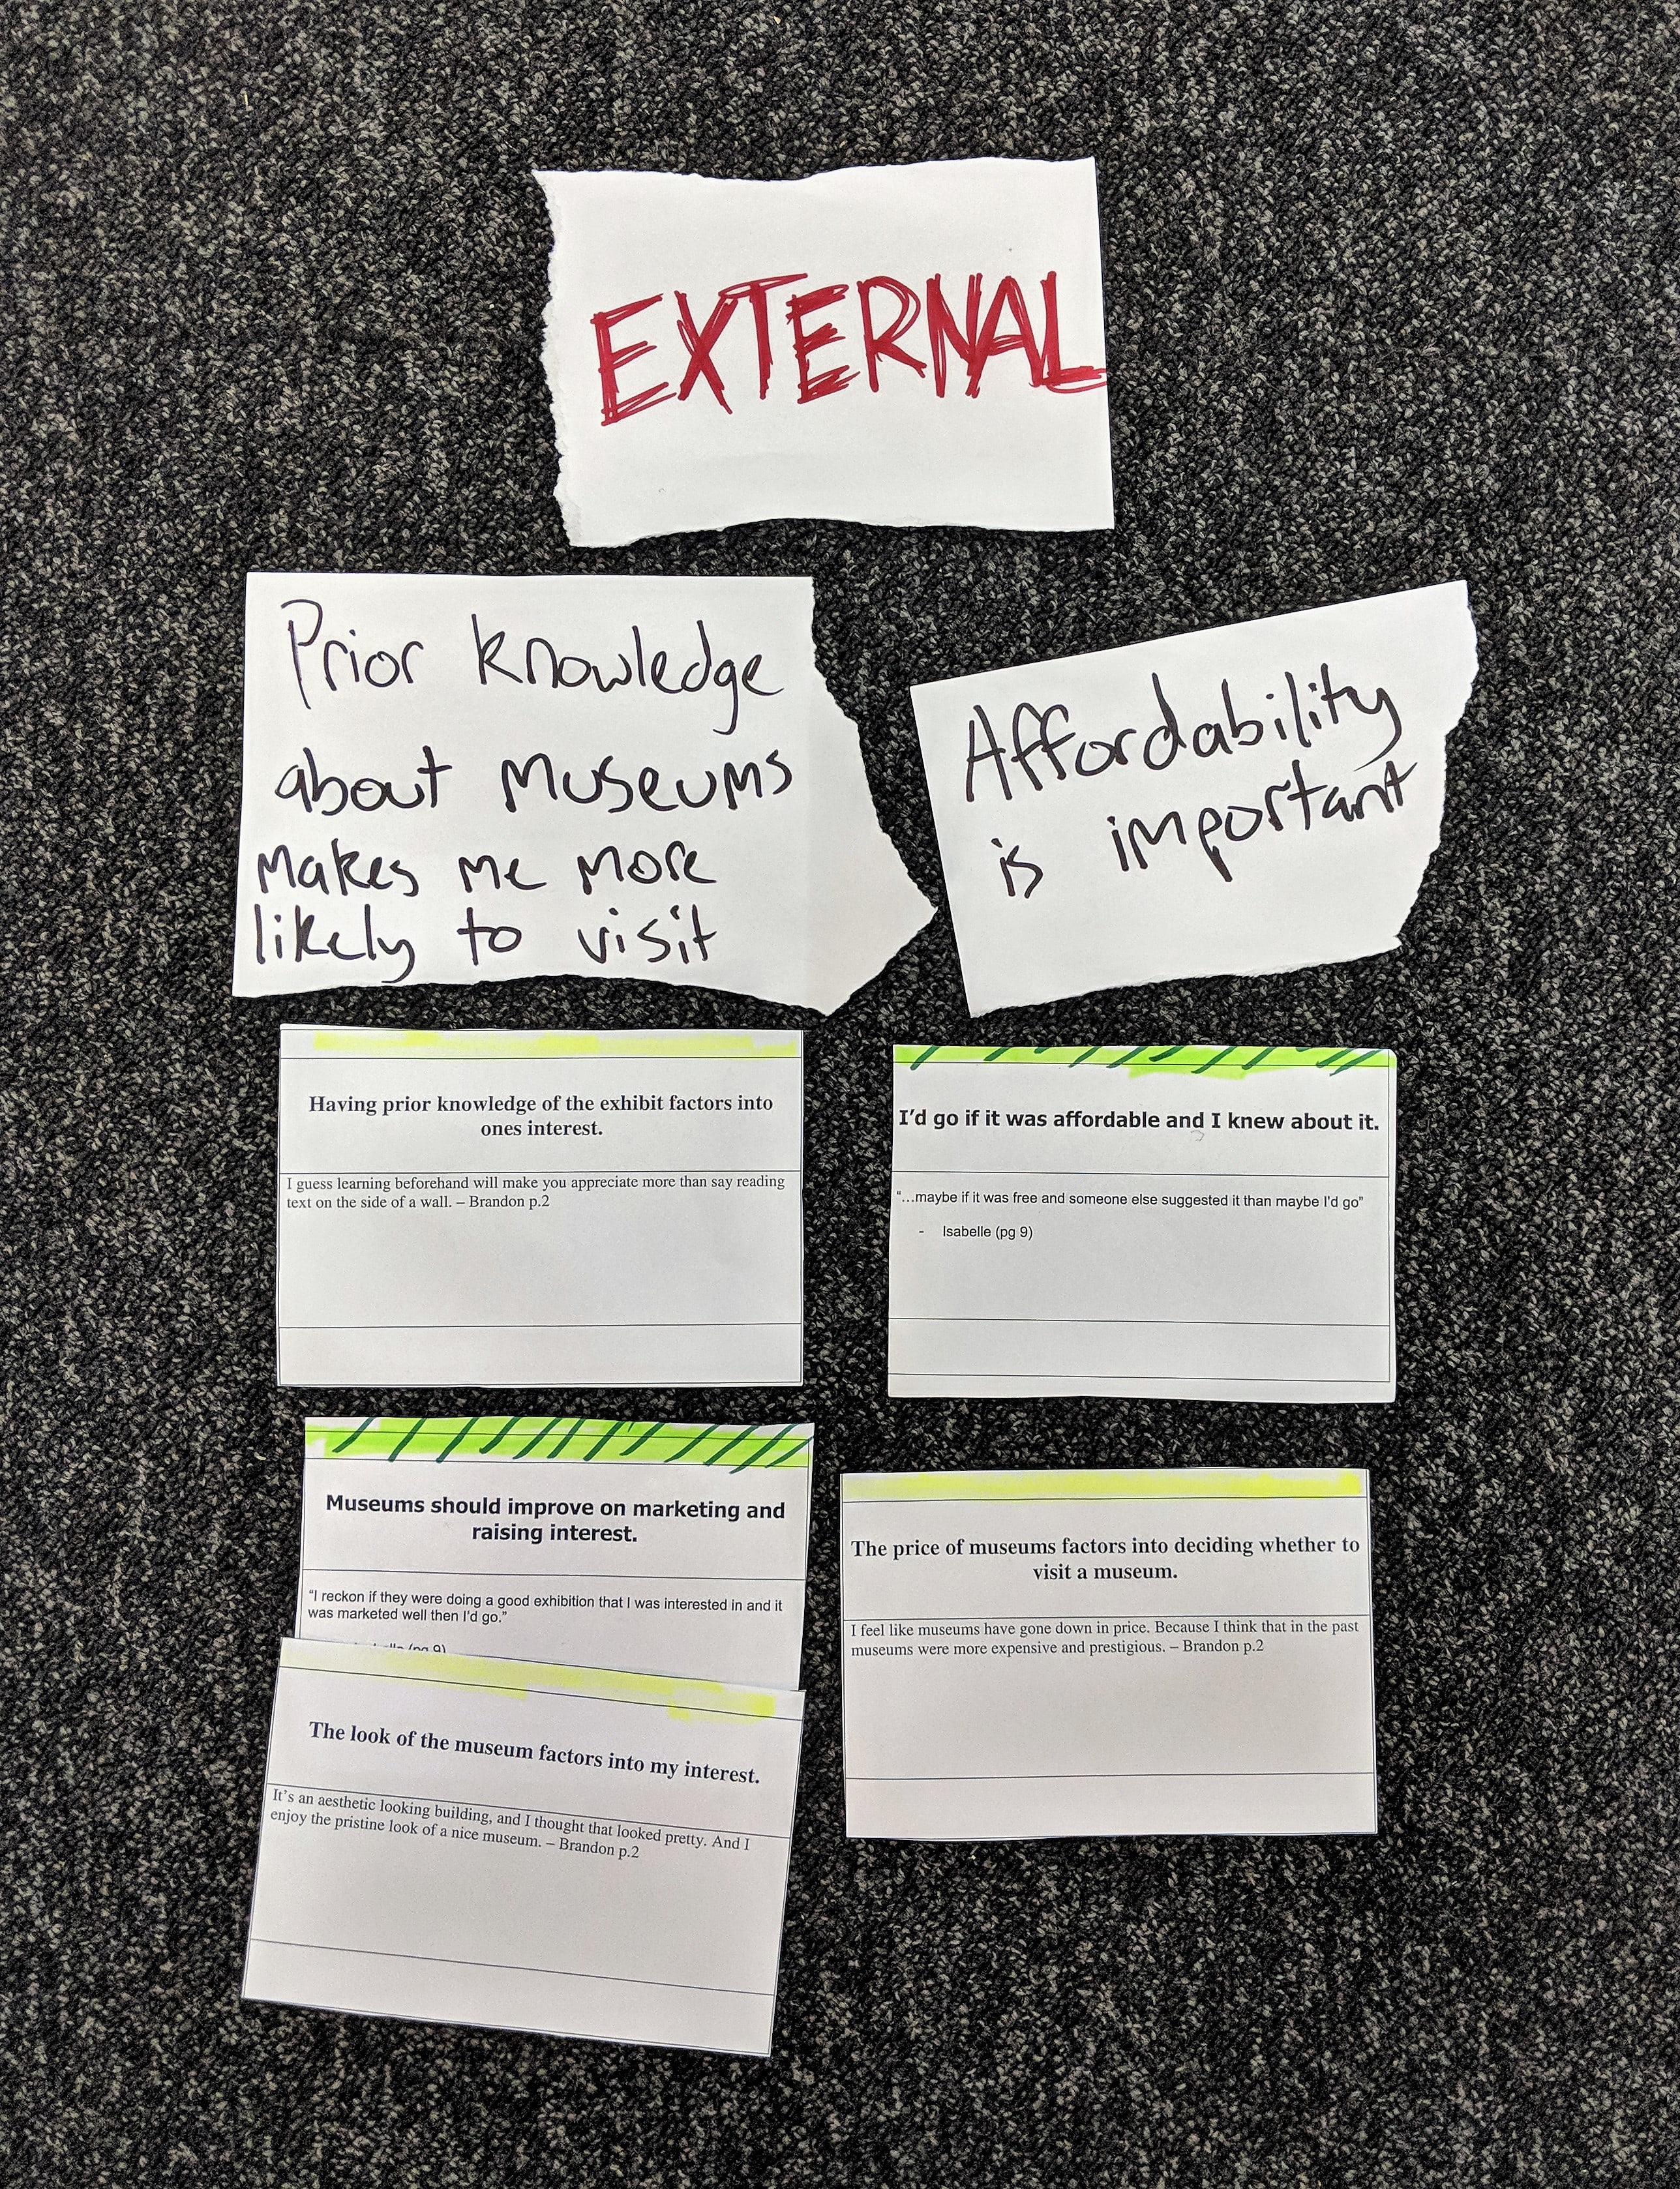 EXTERNAL
Prior knowledge
about museums
makes me more
likely to visit
Affordability
is important
Having prior knowledge of the exhibit factors into
ones interest.
I guess learning beforehand will make you appreciate more than say reading
text on the side of a wall. – Brandon p.2
I'd go if it was affordable and I knew about it.
"...maybe if it was free and someone else suggested it than maybe I'd go"
- Isabelle (pg 9)
Museums should improve on marketing and
raising interest.
"I reckon if they were doing a good exhibition that I was interested in and it
was marketed well then I'd go."
(pg 9)
The look of the museum factors into my interest.
It's an aesthetic looking building, and I thought that looked pretty. And I
enjoy the pristine look of a nice museum. – Brandon p.2
The price of museums factors into deciding whether to
visit a museum.
I feel like museums have gone down in price. Because I think that in the past
museums were more expensive and prestigious. – Brandon p.2